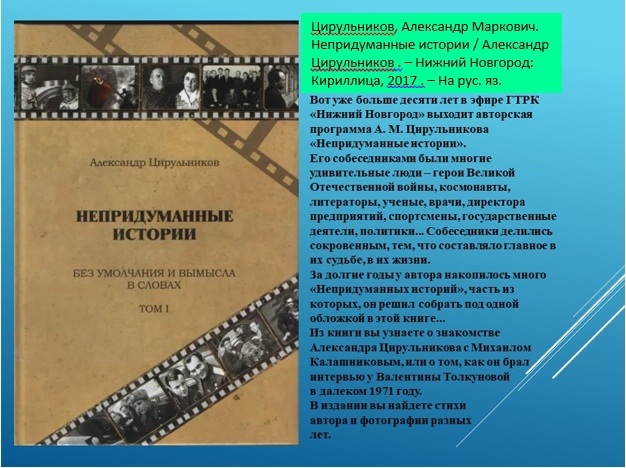 Александр Цирульников
НЕПРИДУМАННЫЕ
ИСТОРИИ
БЕЗ УМОЛЧАНИЯ И ВЫМЫСЛА
В СЛОВАХ
ТОМ I
Цирульников, Александр Маркович.
Непридуманные истории / Александр
Цирульников . – Нижний Новгород:
Кириллица, 2017 . – На рус. яз.
Вот уже больше десяти лет в эфире ГТРК
«Нижний Новгород» выходит авторская
программа А. М. Цирульникова
«Непридуманные истории».
Его собеседниками были многие
удивительные люди – герои Великой
Отечественной войны, космонавты,
литераторы, ученые, врачи, директора
предприятий, спортсмены, государственные
деятели, политики... Собеседники делились
сокровенным, тем, что составляло главное в
их судьбе, в их жизни.
За долгие годы у автора накопилось много
«Непридуманных историй», часть из
которых, он решил собрать под одной
обложкой в этой книге...
Из книги вы узнаете о знакомстве
Александра Цирульникова с Михаилом
Калашниковым, или о том, как он брал
интервью у Валентины Толкуновой
в далеком 1971 году.
В издании вы найдете стихи
автора и фотографии разных
лет.